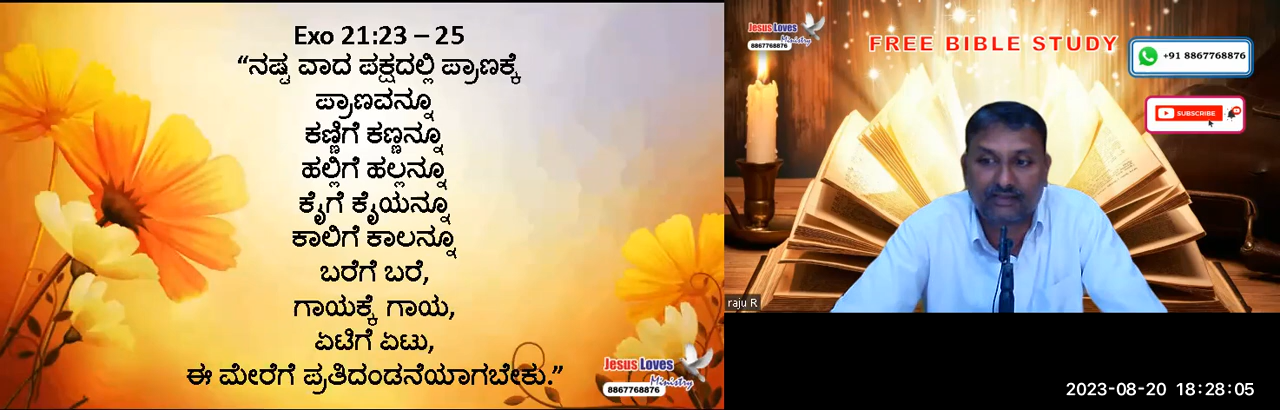 Exo 21:23 – 25
“ನಷ್ಟ ವಾದ ಪಕ್ಷದಲ್ಲಿ ಪ್ರಾಣಕ್ಕೆ
ಪ್ರಾಣವನ್ನೂ
ಕಣ್ಣಿಗೆ ಕಣ್ಣನ್ನೂ
ಹಲ್ಲಿಗೆ ಹಲ್ಲನ್ನೂ
ಕೈಗೆ ಕೈಯನ್ನೂ
ಕಾಲಿಗೆ ಕಾಲನ್ನೂ
ಬರೆಗೆ ಬರೆ,
ಗಾಯಕ್ಕೆ ಗಾಯ,
ಏಟಿಗೆ ಏಟು,
ಈ ಮೇರೆಗೆ ಪ್ರತಿದಂಡನೆಯಾಗಬೇಕು.”
Jesus Loves
Ministry
8867768876
Jesus Loves
Ministry
8867768876
FREE BIBLE STUDY
+91 8867768876
SUBSCRIBE
raju R
2023-08-20 18:28:05